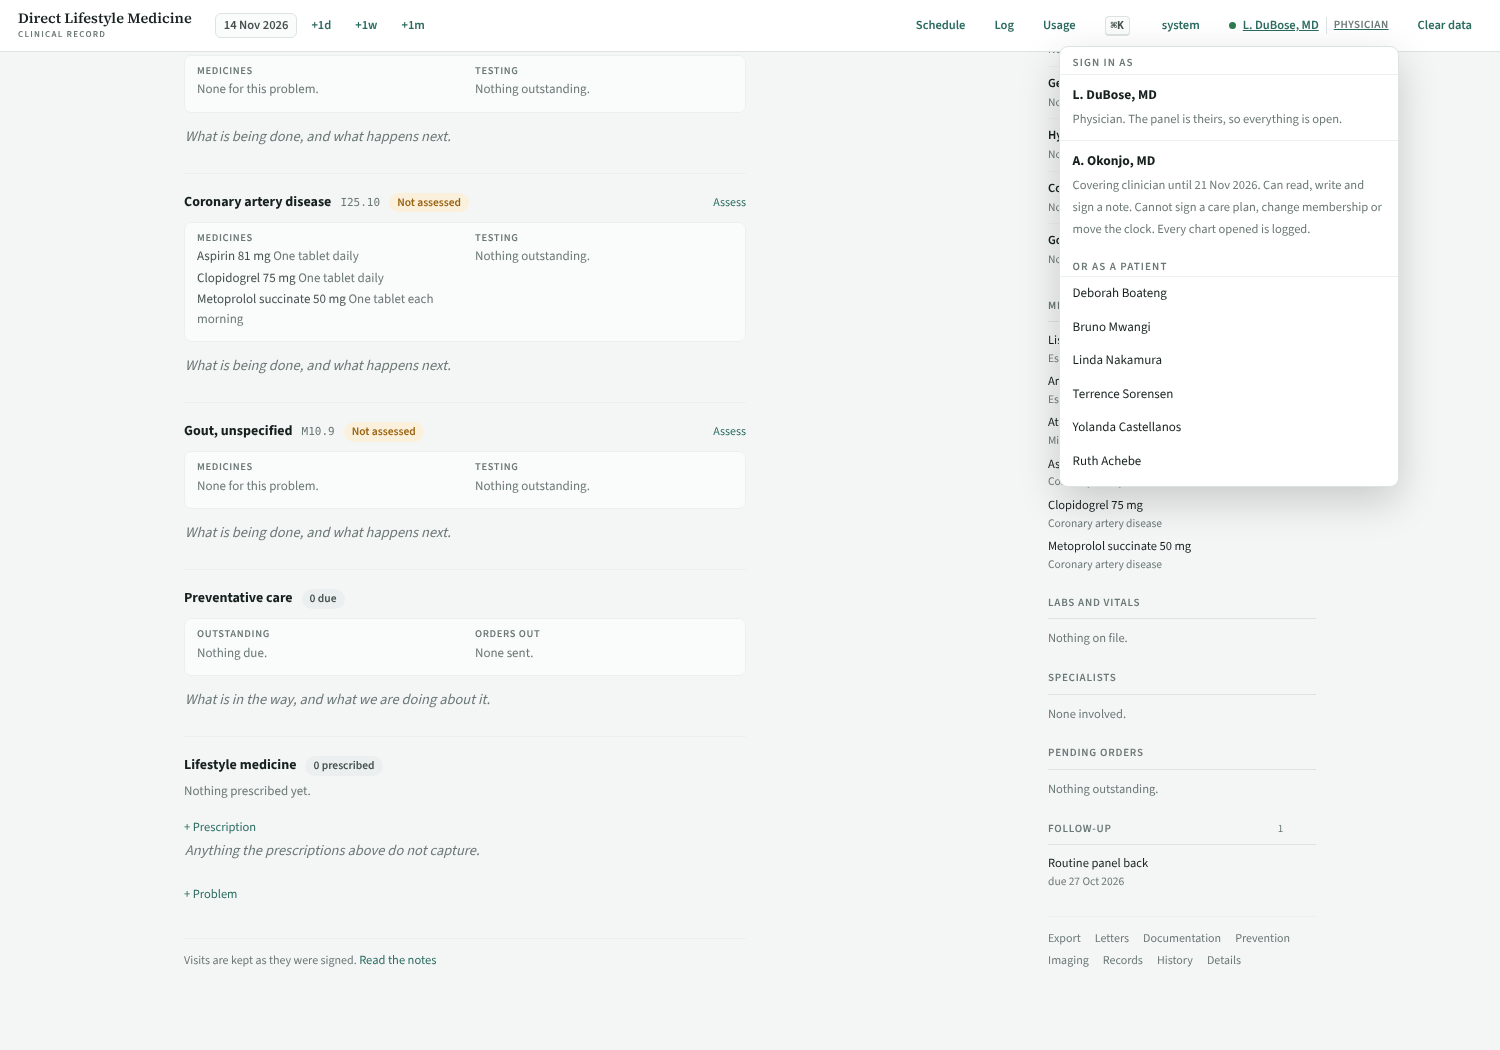 Direct Lifestyle Medicine
CLINICAL RECORD
14 Nov 2026 +1d +1w +1m
Schedule Log Usage ⌘K system L. DuBose, MD PHYSICIAN Clear data
MEDICINES
None for this problem.
TESTING
Nothing outstanding.
What is being done, and what happens next.
Coronary artery disease I25.10 Not assessed Assess
MEDICINES
Aspirin 81 mg One tablet daily
Clopidogrel 75 mg One tablet daily
Metoprolol succinate 50 mg One tablet each
morning
TESTING
Nothing outstanding.
What is being done, and what happens next.
Gout, unspecified M10.9 Not assessed Assess
MEDICINES
None for this problem.
TESTING
Nothing outstanding.
What is being done, and what happens next.
Preventative care 0 due
OUTSTANDING
Nothing due.
ORDERS OUT
None sent.
What is in the way, and what we are doing about it.
Lifestyle medicine 0 prescribed
Nothing prescribed yet.
+ Prescription
Anything the prescriptions above do not capture.
+ Problem
Visits are kept as they were signed. Read the notes
SIGN IN AS
L. DuBose, MD
Physician. The panel is theirs, so everything is open.
A. Okonjo, MD
Covering clinician until 21 Nov 2026. Can read, write and
sign a note. Cannot sign a care plan, change membership or
move the clock. Every chart opened is logged.
OR AS A PATIENT
Deborah Boateng
Bruno Mwangi
Linda Nakamura
Terrence Sorensen
Yolanda Castellanos
Ruth Achebe
Clopidogrel 75 mg
Coronary artery disease
Metoprolol succinate 50 mg
Coronary artery disease
LABS AND VITALS
Nothing on file.
SPECIALISTS
None involved.
PENDING ORDERS
Nothing outstanding.
FOLLOW-UP 1
Routine panel back
due 27 Oct 2026
Export Letters Documentation Prevention
Imaging Records History Details